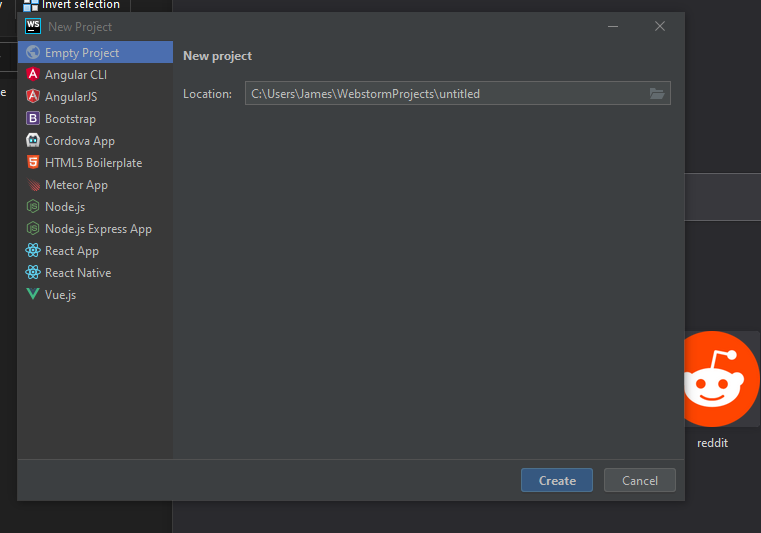 Invert selection
WS New Project
Empty Project
Angular CLI
AngularJS
Bootstrap
Cordova App
HTML5 Boilerplate
Meteor App
Node.js
Node.js Express App
React App
React Native
Vue.js
New project
Location: C:\Users\James\WebstormProjects\untitled
reddit
Create Cancel